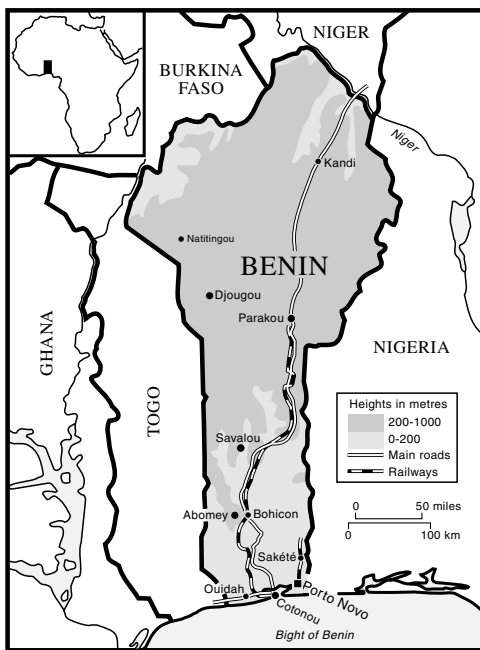 NIGER
BURKINA
FASO
Niger
Kandi
Natitingou
BENIN
Djougou
Parakou
GHANA
TOGO
NIGERIA
Heights in metres
200-1000
0-200
Main roads
Railways
Savalou
0 50 miles
0 100 km
Abomey
Bohicon
Sakété
Ouidah
Porto Novo
Cotonou
Bight of Benin